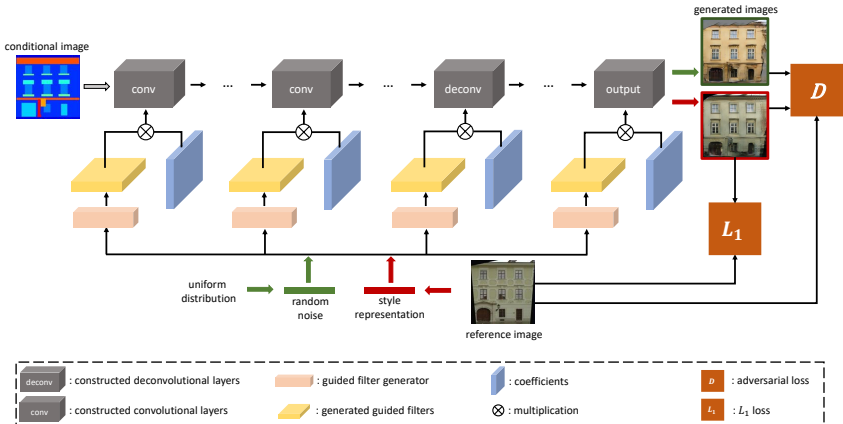 generated images
conditional image
conv
...
conv
...
deconv
...
output
D
L₁
uniform
distribution
random
noise
style
representation
reference image
deconv
: constructed deconvolutional layers
: guided filter generator
: coefficients
D
: adversarial loss
conv
: constructed convolutional layers
: generated guided filters
: multiplication
L₁
: L₁ loss